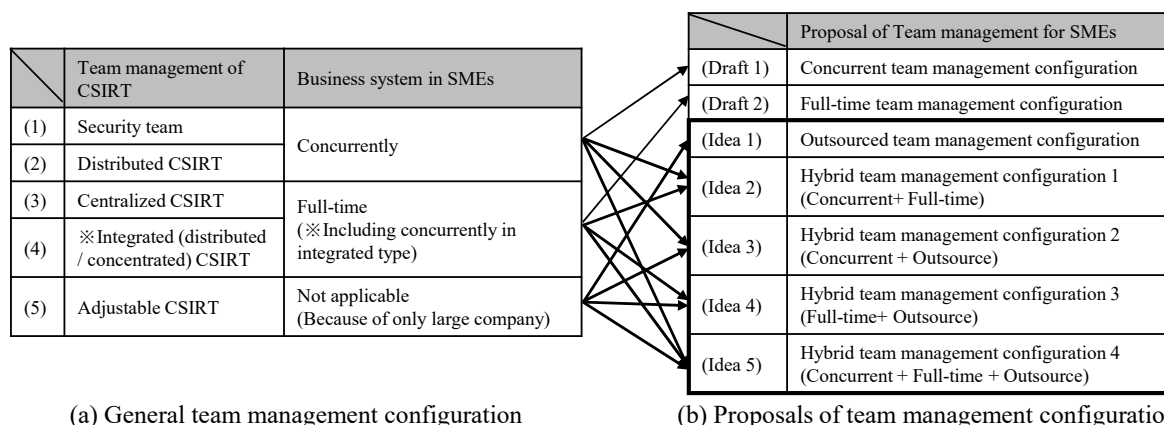 Team management of
CSIRT
Business system in SMEs
(1)
Security team
Concurrently
(2)
Distributed CSIRT
(3)
Centralized CSIRT
Full-time
(※Including concurrently in
integrated type)
(4)
※Integrated (distributed
/ concentrated) CSIRT
(5)
Adjustable CSIRT
Not applicable
(Because of only large company)
(a) General team management configuration
Proposal of Team management for SMEs
(Draft 1)
Concurrent team management configuration
(Draft 2)
Full-time team management configuration
(Idea 1)
Outsourced team management configuration
(Idea 2)
Hybrid team management configuration 1
(Concurrent+ Full-time)
(Idea 3)
Hybrid team management configuration 2
(Concurrent + Outsource)
(Idea 4)
Hybrid team management configuration 3
(Full-time+ Outsource)
(Idea 5)
Hybrid team management configuration 4
(Concurrent + Full-time + Outsource)
(b) Proposals of team management configuratio